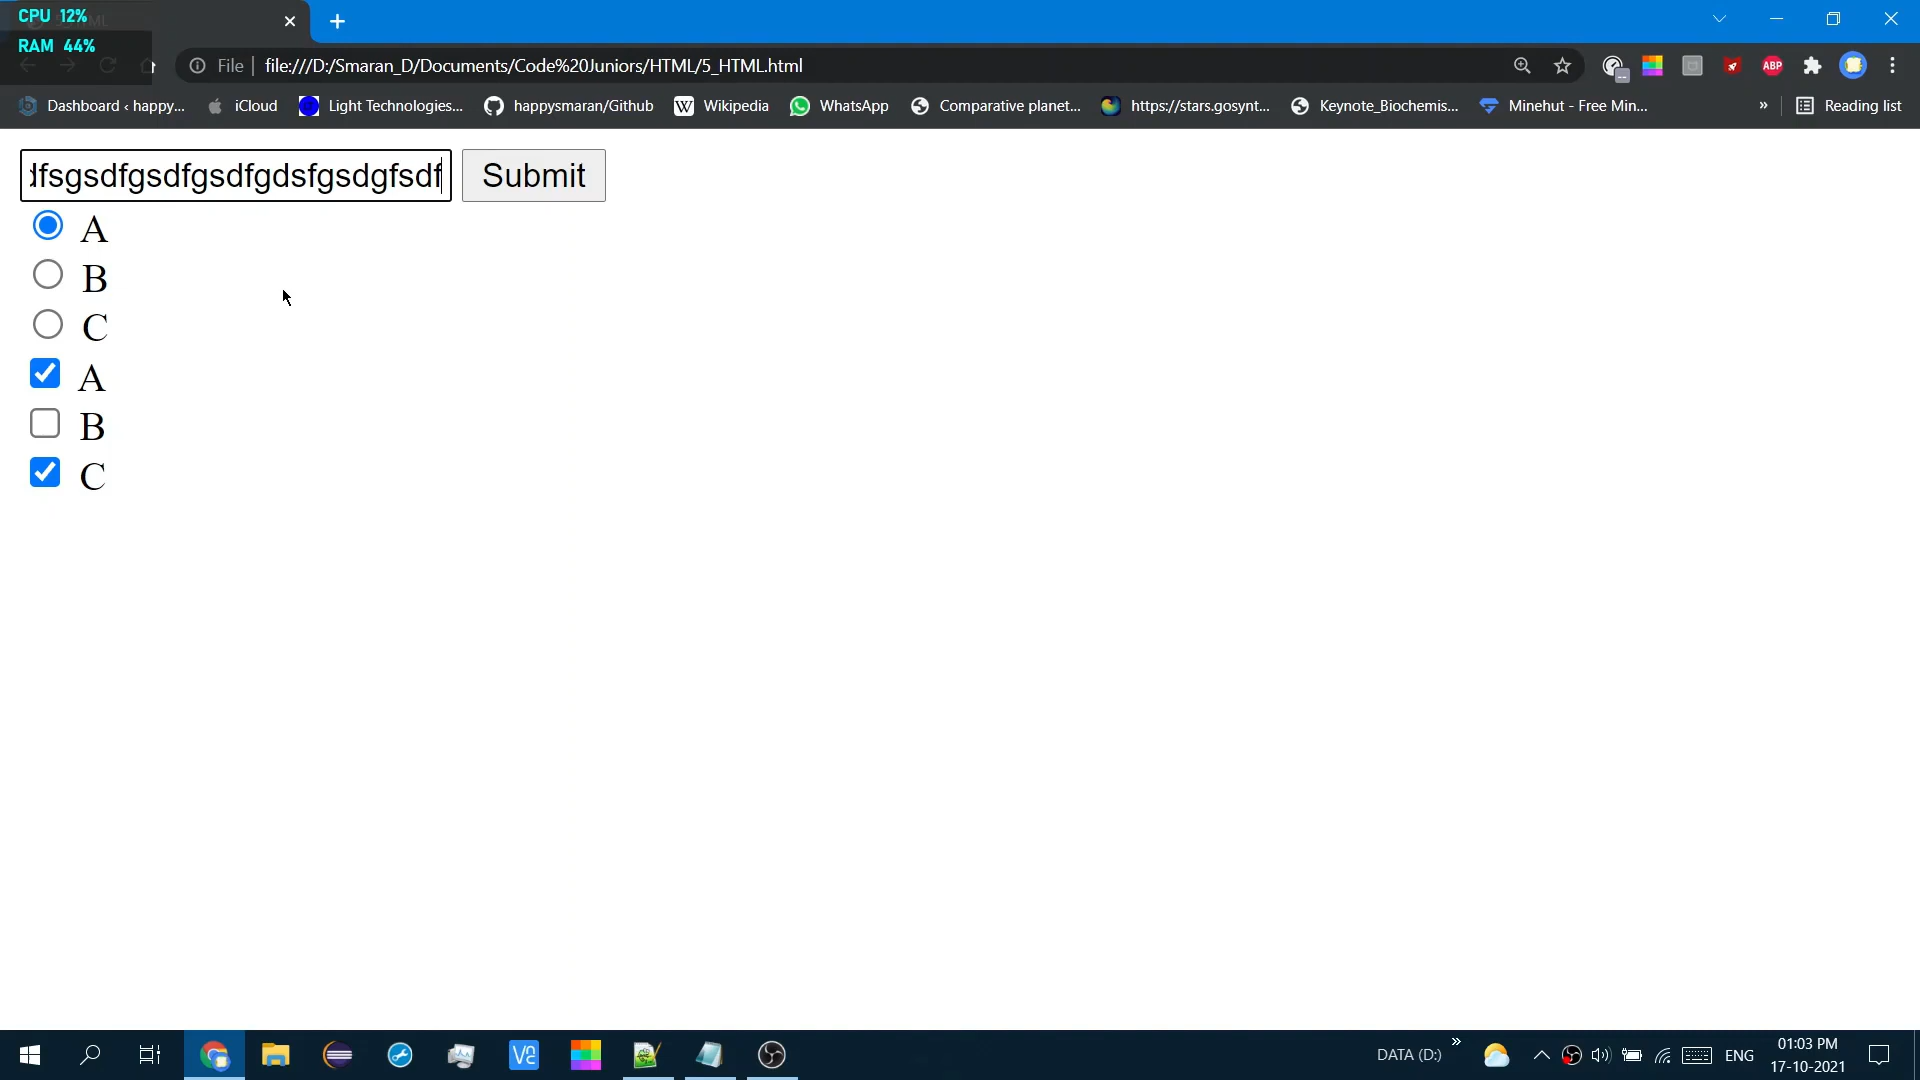 CPU 12%
RAM 44%
File file:///D:/Smaran_D/Documents/Code%20Juniors/HTML/5_HTML.html
ABP
Dashboard ‹ happy... iCloud Light Technologies... happysmaran/Github W Wikipedia WhatsApp Comparative planet... https://stars.gosynt... Keynote_Biochemis... Minehut - Free Min... » Reading list
dfsgsdfgsdfgsdfgdsfgsdgfsdf Submit
A
B
C
A
B
C
DATA (D:) » ENG 01:03 PM
17-10-2021